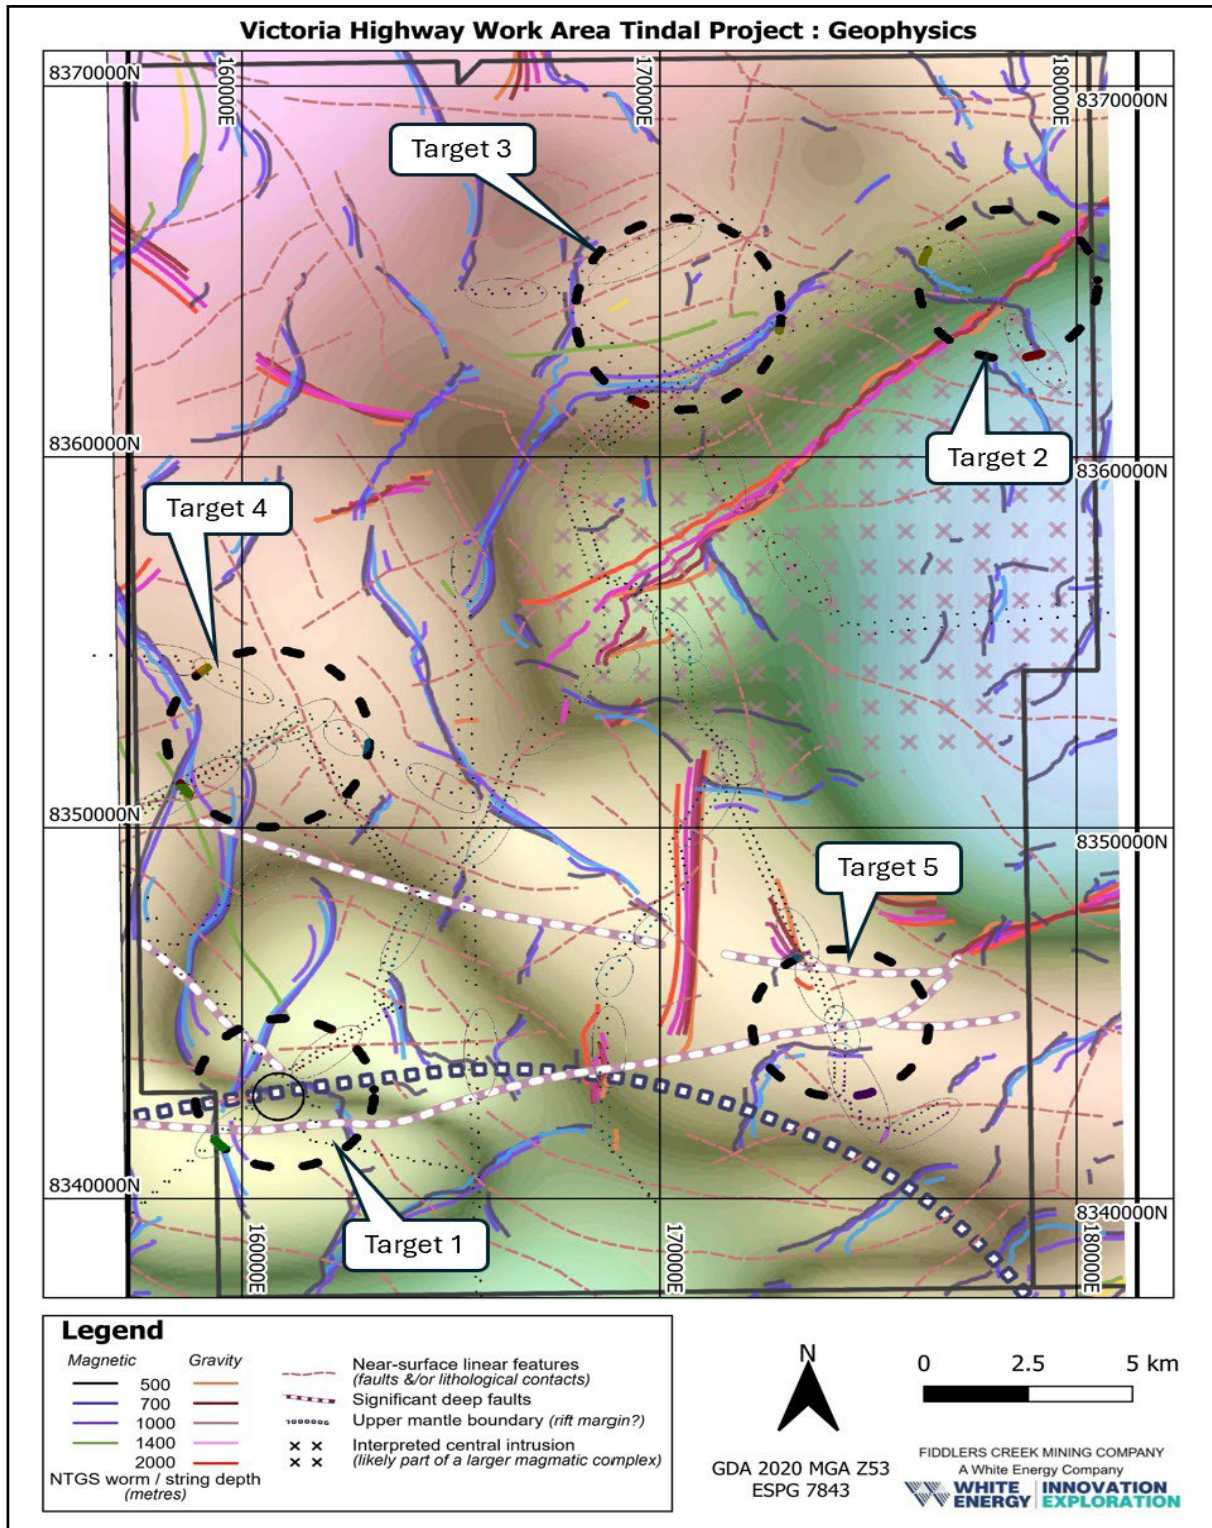 Victoria Highway Work Area Tindal Project : Geophysics
8370000N
160000E
170000E
180000E
8370000N
Target 3
8360000N
8360000N
Target 2
Target 4
8350000N
8350000N
Target 5
8340000N
8340000N
Target 1
160000E
170000E
180000E
Legend
Magnetic
Gravity
500
700
1000
1400
2000
NTGS worm / string depth
(metres)
Near-surface linear features
(faults &/or lithological contacts)
Significant deep faults
Upper mantle boundary (rift margin?)
Interpreted central intrusion
(likely part of a larger magmatic complex)
N
GDA 2020 MGA Z53
ESPG 7843
0 2.5 5 km
FIDDLERS CREEK MINING COMPANY
A White Energy Company
WHITE ENERGY
INNOVATION EXPLORATION